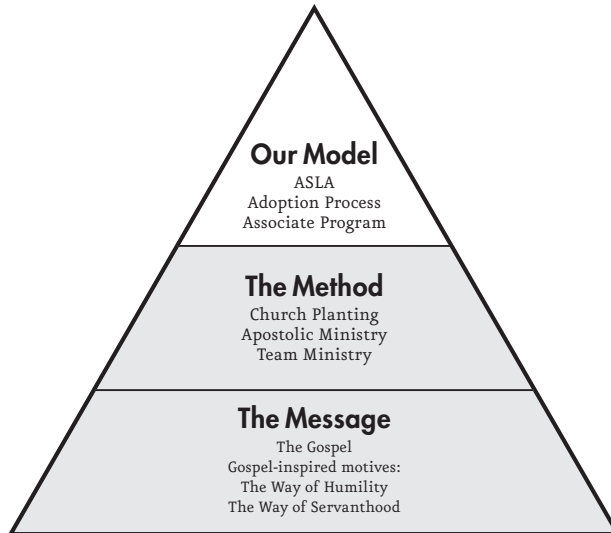 Our Model
ASLA
Adoption Process
Associate Program
The Method
Church Planting
Apostolic Ministry
Team Ministry
The Message
The Gospel
Gospel-inspired motives:
The Way of Humility
The Way of Servanthood